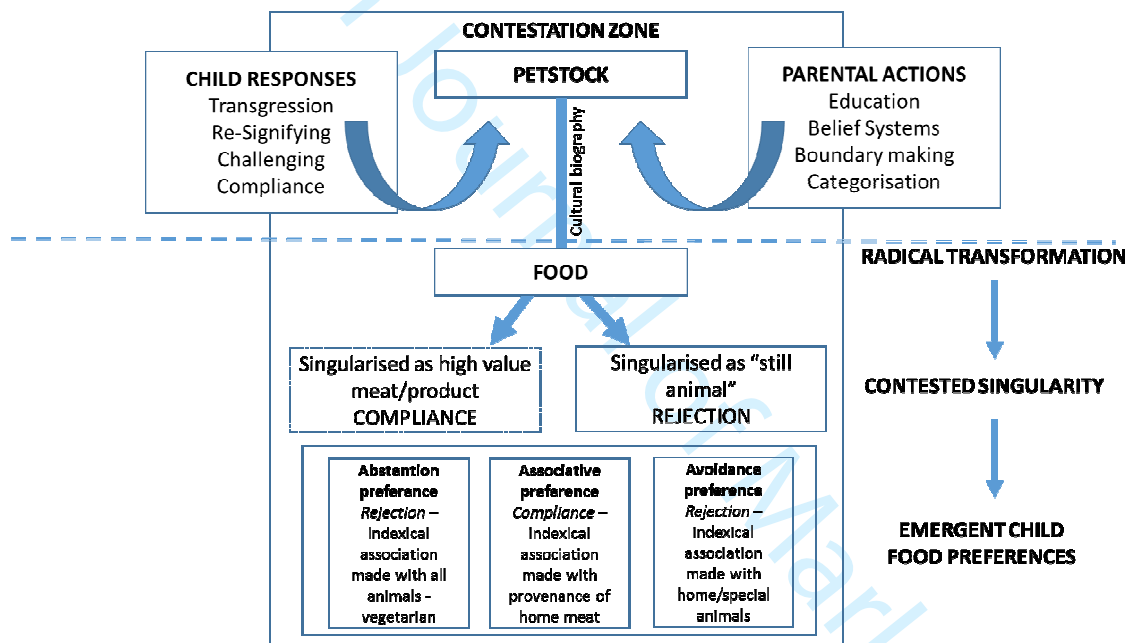 CONTESTATION ZONE
CHILD RESPONSES
Transgression
Re-Signifying
Challenging
Compliance
PETSTOCK
PARENTAL ACTIONS
Education
Belief Systems
Boundary making
Categorisation
Cultural biography
FOOD
RADICAL TRANSFORMATION
Singularised as high value
meat/product
COMPLIANCE
Singularised as “still
animal”
REJECTION
CONTESTED SINGULARITY
Abstention
preference
Rejection –
indexical
association
made with all
animals -
vegetarian
Associative
preference
Compliance –
indexical
association
made with
provenance of
home meat
Avoidance
preference
Rejection –
indexical
association
made with
home/special
animals
EMERGENT CHILD
FOOD PREFERENCES
Journal of Mar